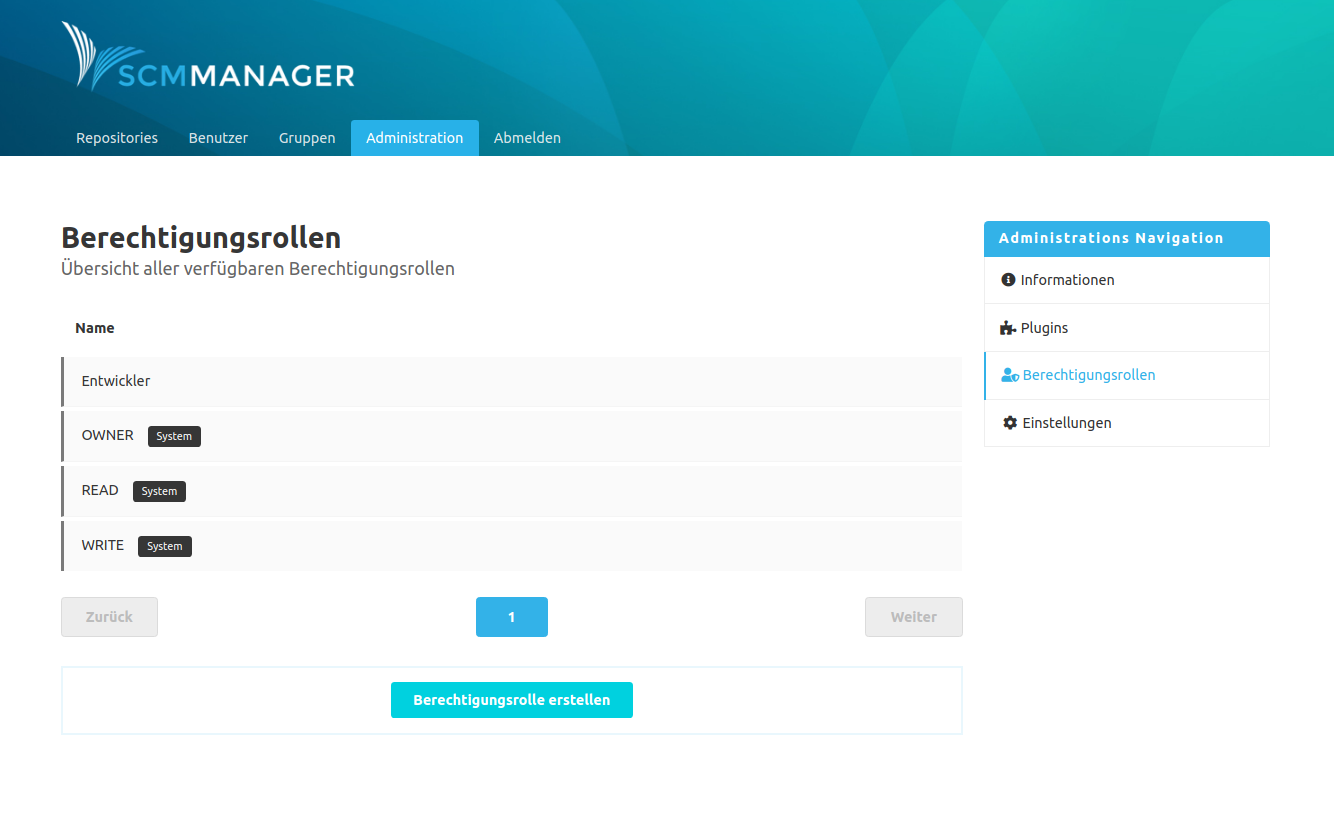 SCMMANAGER
Repositories Benutzer Gruppen Administration Abmelden
Berechtigungsrollen
Übersicht aller verfügbaren Berechtigungsrollen
Name
Entwickler
OWNER System
READ System
WRITE System
Zurück 1 Weiter
Berechtigungsrolle erstellen
Administrations Navigation
Informationen
Plugins
Berechtigungsrollen
Einstellungen